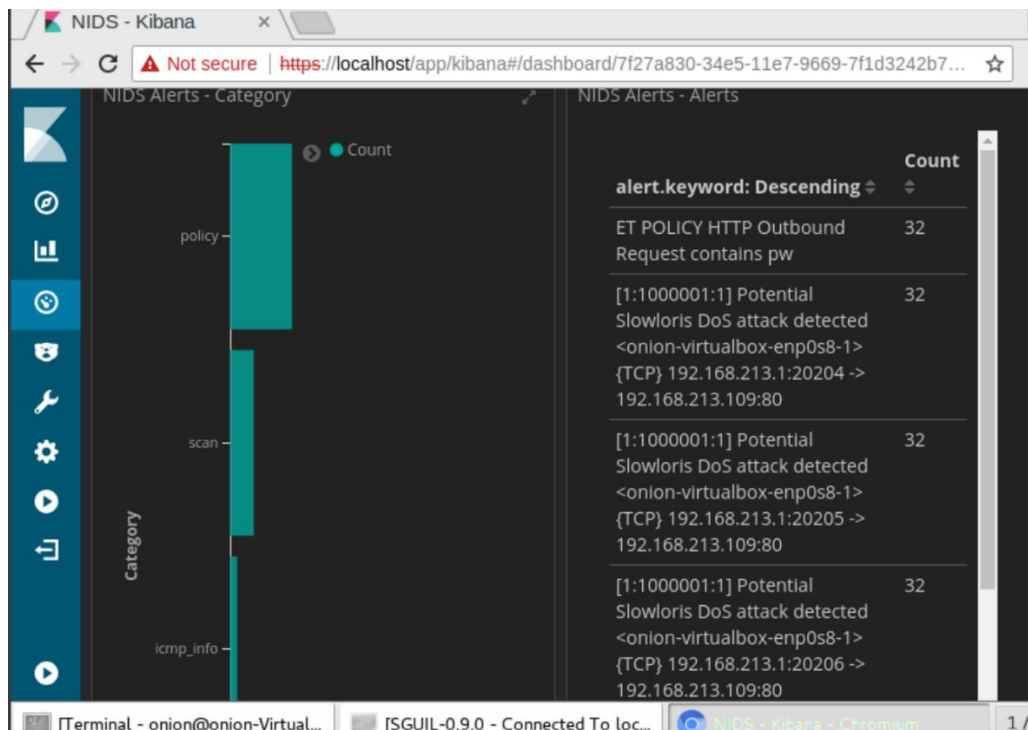 NIDS - Kibana ×
Not secure | https://localhost/app/kibana#/dashboard/7f27a830-34e5-11e7-9669-7f1d3242b7...
NIDS Alerts - Category
Count
policy
scan
icmp_info
Category
NIDS Alerts - Alerts
alert.keyword: Descending Count
ET POLICY HTTP Outbound 32
Request contains pw
[1:1000001:1] Potential 32
Slowloris DoS attack detected
<onion-virtualbox-enp0s8-1>
{TCP} 192.168.213.1:20204 ->
192.168.213.109:80
[1:1000001:1] Potential 32
Slowloris DoS attack detected
<onion-virtualbox-enp0s8-1>
{TCP} 192.168.213.1:20205 ->
192.168.213.109:80
[1:1000001:1] Potential 32
Slowloris DoS attack detected
<onion-virtualbox-enp0s8-1>
{TCP} 192.168.213.1:20206 ->
192.168.213.109:80
[Terminal - onion@onion-Virtual... [SGUIL-0.9.0 - Connected To loc... NIDS - Kibana - Chromium 1 /